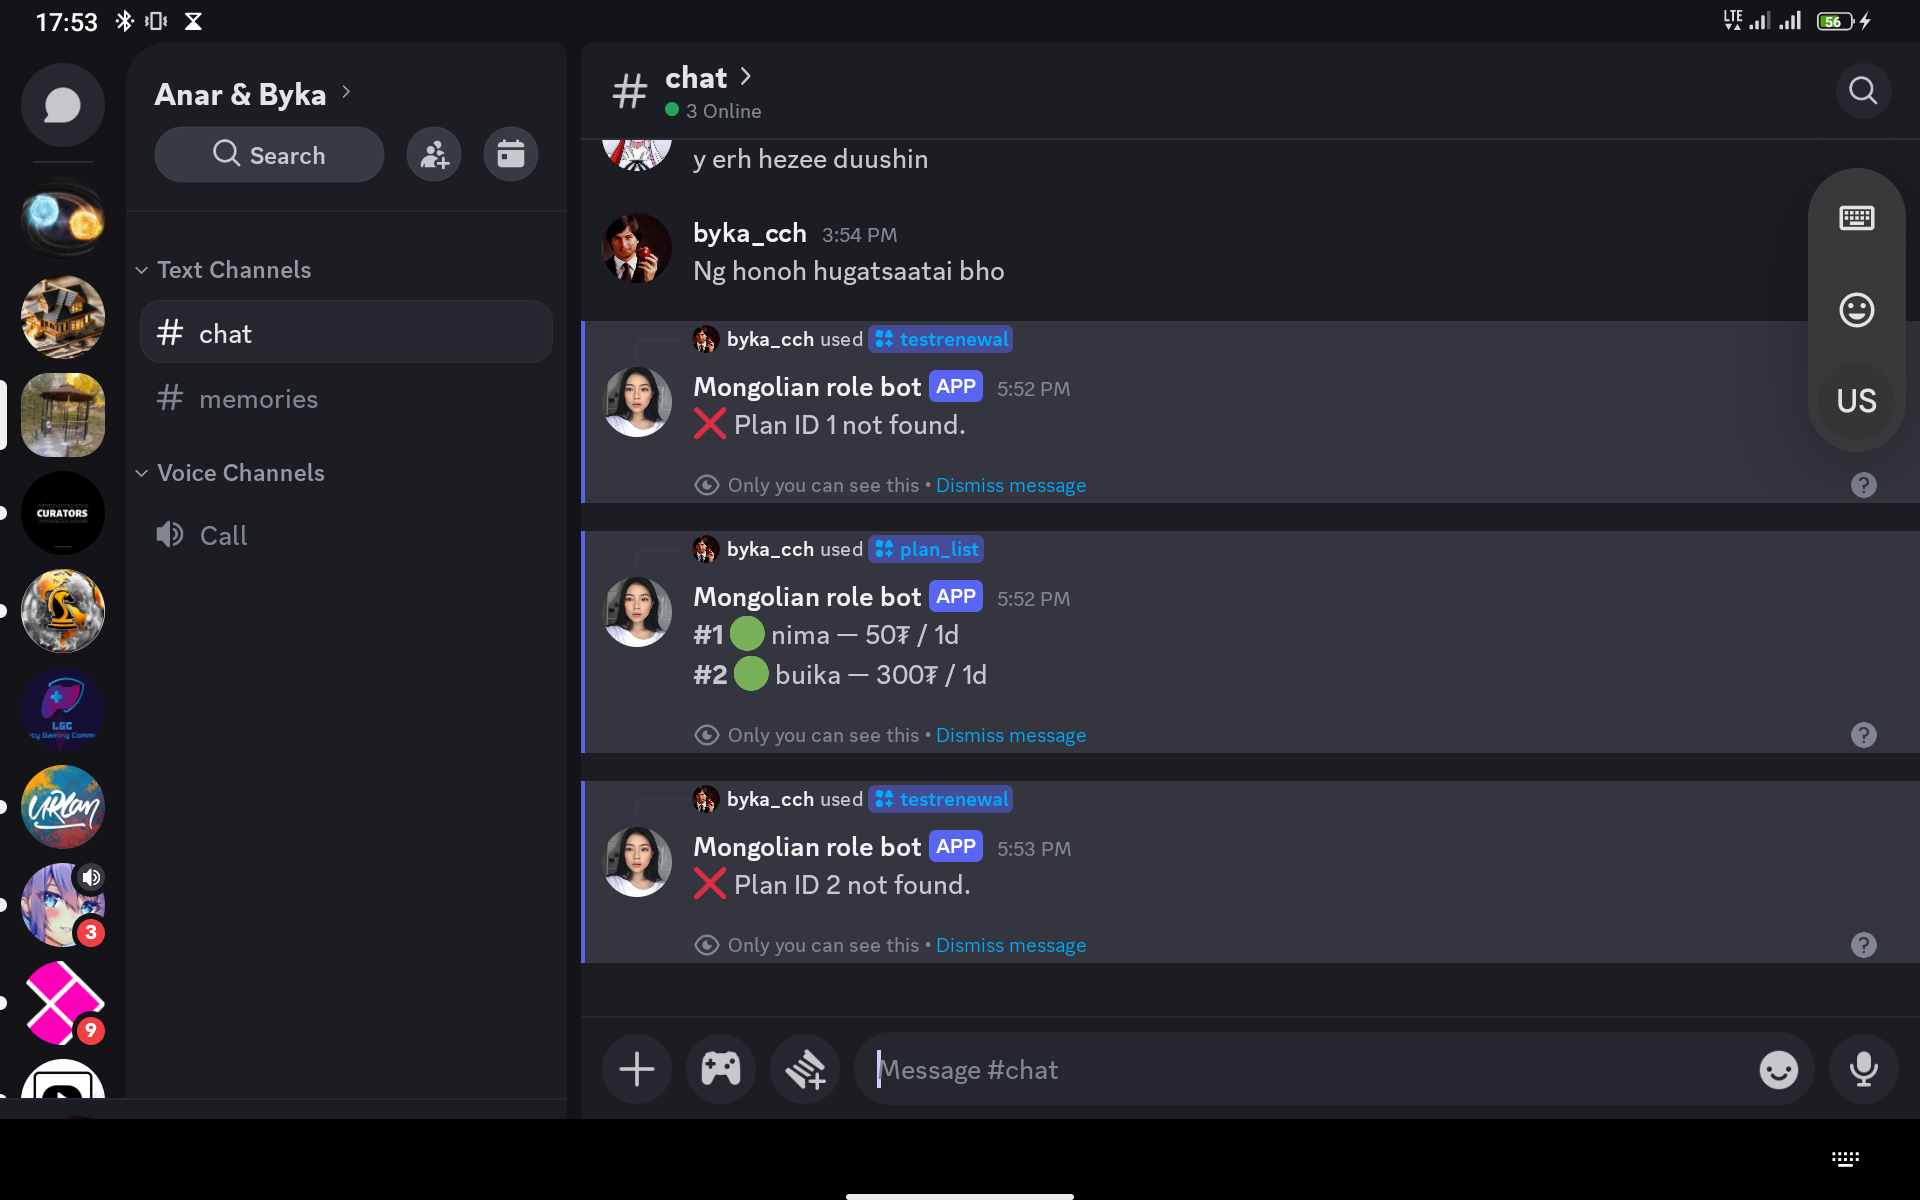 17:53
LTE
56
Anar & Byka
Search
Text Channels
chat
memories
Voice Channels
Call
CURATORS
LGC
cy Gaming Comm
URLan
3
9
chat
3 Online
y erh hezee duushin
byka_cch 3:54 PM
Ng honoh hugatsaatai bho
US
byka_cch used testrenewal
Mongolian role bot APP 5:52 PM
❌ Plan ID 1 not found.
Only you can see this • Dismiss message
?
byka_cch used plan_list
Mongolian role bot APP 5:52 PM
#1 🟢 nima — 50₮ / 1d
#2 🟢 buika — 300₮ / 1d
Only you can see this • Dismiss message
?
byka_cch used testrenewal
Mongolian role bot APP 5:53 PM
❌ Plan ID 2 not found.
Only you can see this • Dismiss message
?
Message #chat